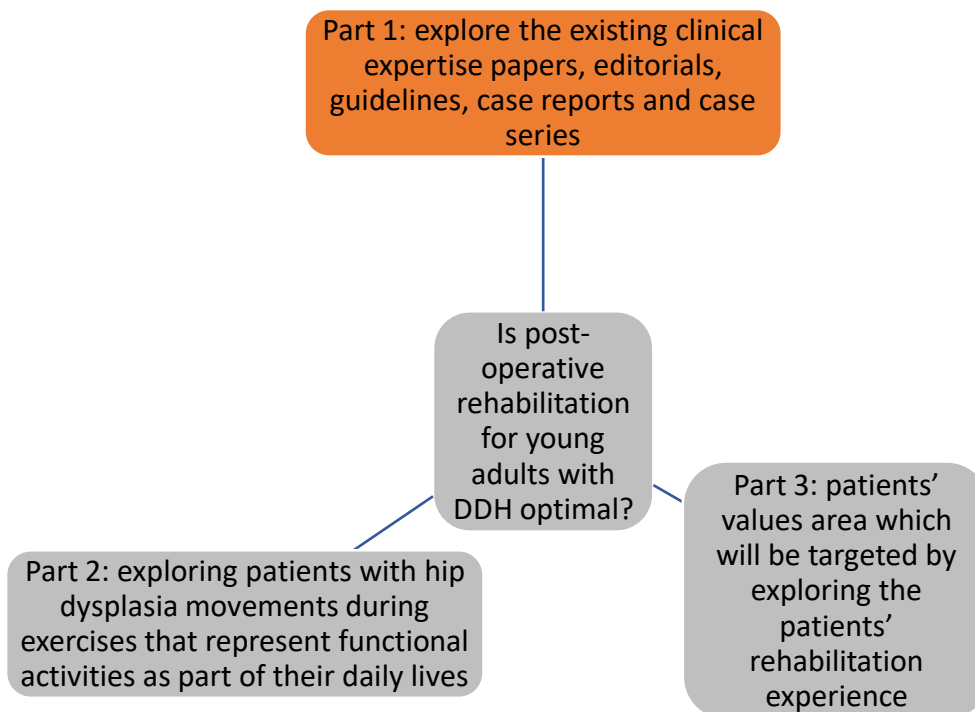 Part 1: explore the existing clinical
expertise papers, editorials,
guidelines, case reports and case
series
Is post-
operative
rehabilitation
for young
adults with
DDH optimal?
Part 2: exploring patients with hip
dysplasia movements during
exercises that represent functional
activities as part of their daily lives
Part 3: patients’
values area which
will be targeted by
exploring the
patients’
rehabilitation
experience